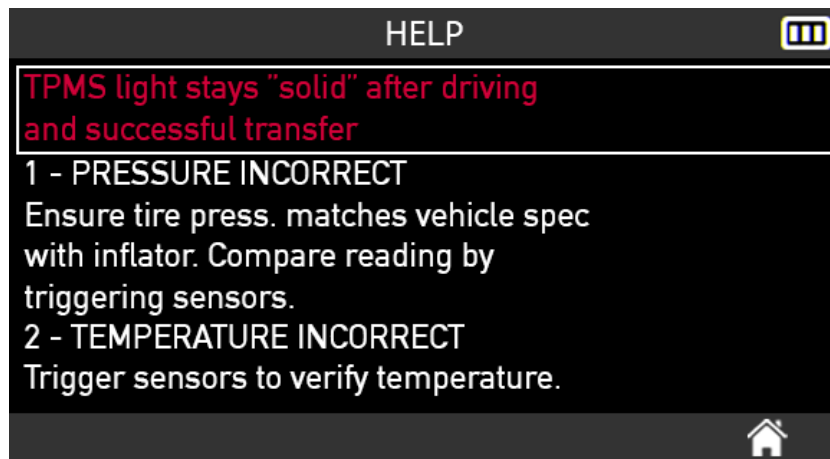 HELP
TPMS light stays "solid" after driving
and successful transfer
1 - PRESSURE INCORRECT
Ensure tire press. matches vehicle spec
with inflator. Compare reading by
triggering sensors.
2 - TEMPERATURE INCORRECT
Trigger sensors to verify temperature.